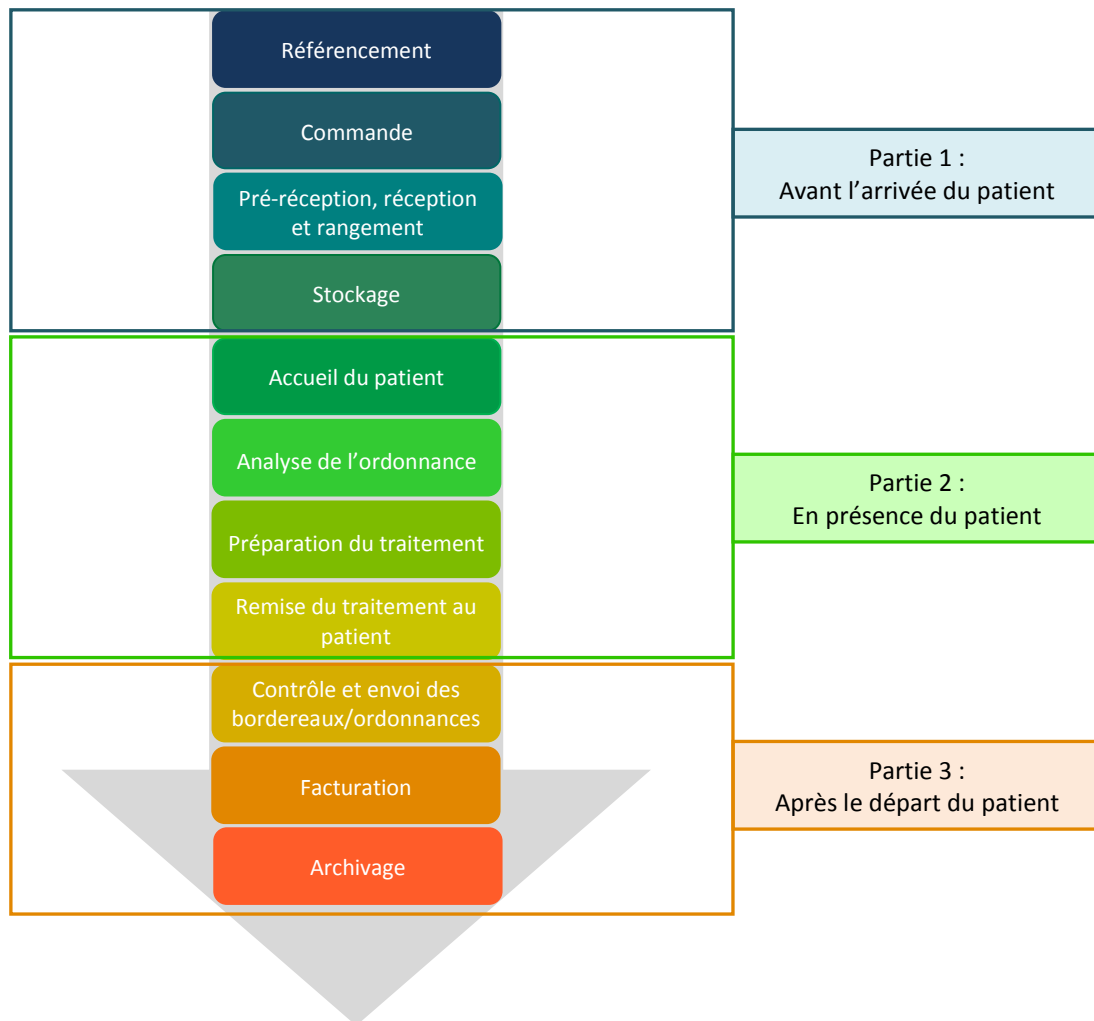 Référencement
Commande
Pré-réception, réception
et rangement
Stockage
Partie 1 :
Avant l’arrivée du patient
Accueil du patient
Analyse de l’ordonnance
Préparation du traitement
Remise du traitement au
patient
Partie 2 :
En présence du patient
Contrôle et envoi des
bordereaux/ordonnances
Facturation
Archivage
Partie 3 :
Après le départ du patient